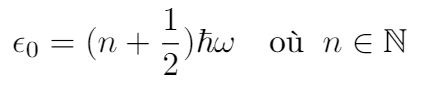 ϵ₀ = (n + 1/2)ħω où n ∈ ℕ